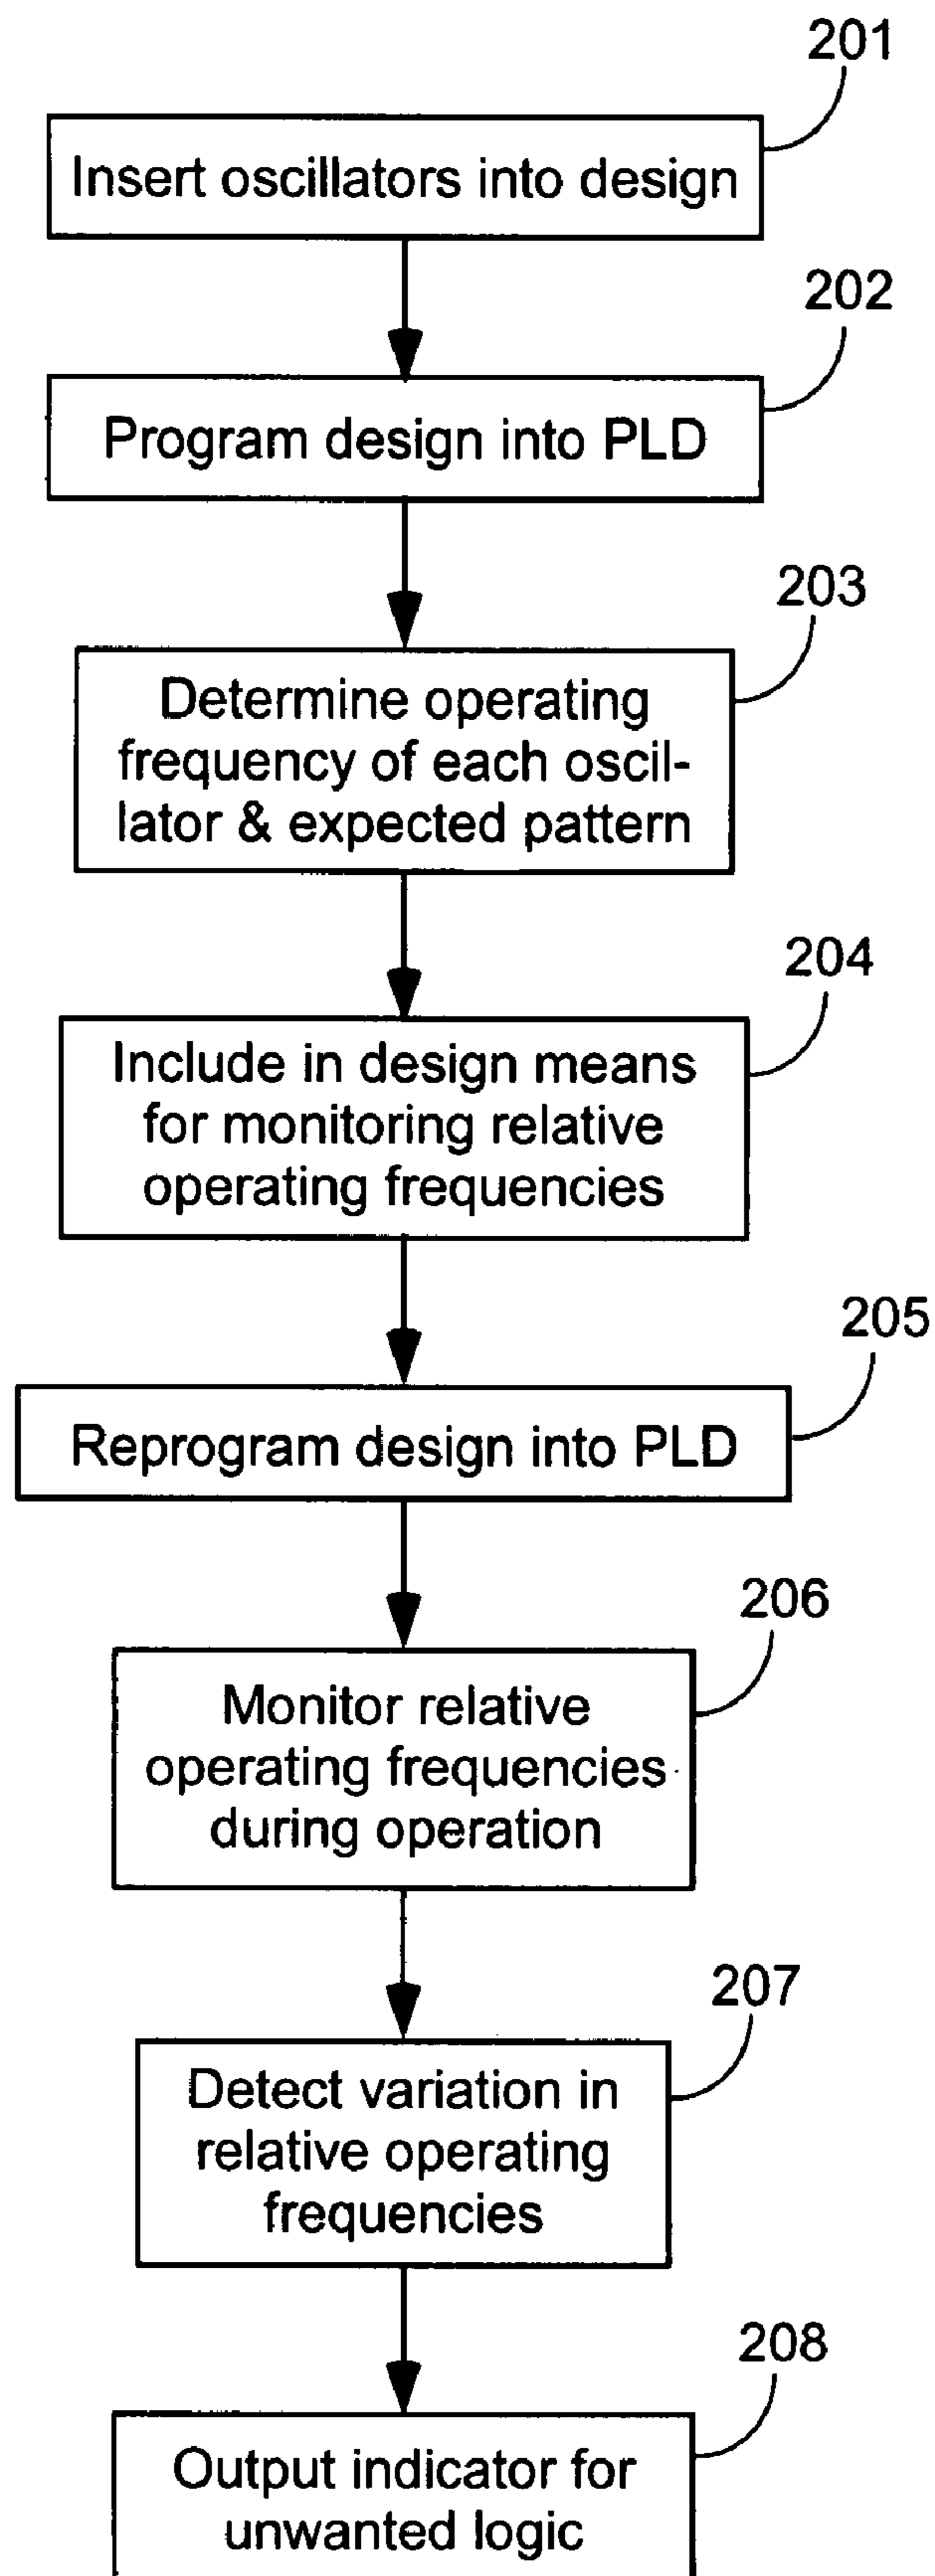 201
Insert oscillators into design
202
Program design into PLD
203
Determine operating
frequency of each oscil-
lator & expected pattern
204
Include in design means
for monitoring relative
operating frequencies
205
Reprogram design into PLD
206
Monitor relative
operating frequencies
during operation
207
Detect variation in
relative operating
frequencies
208
Output indicator for
unwanted logic